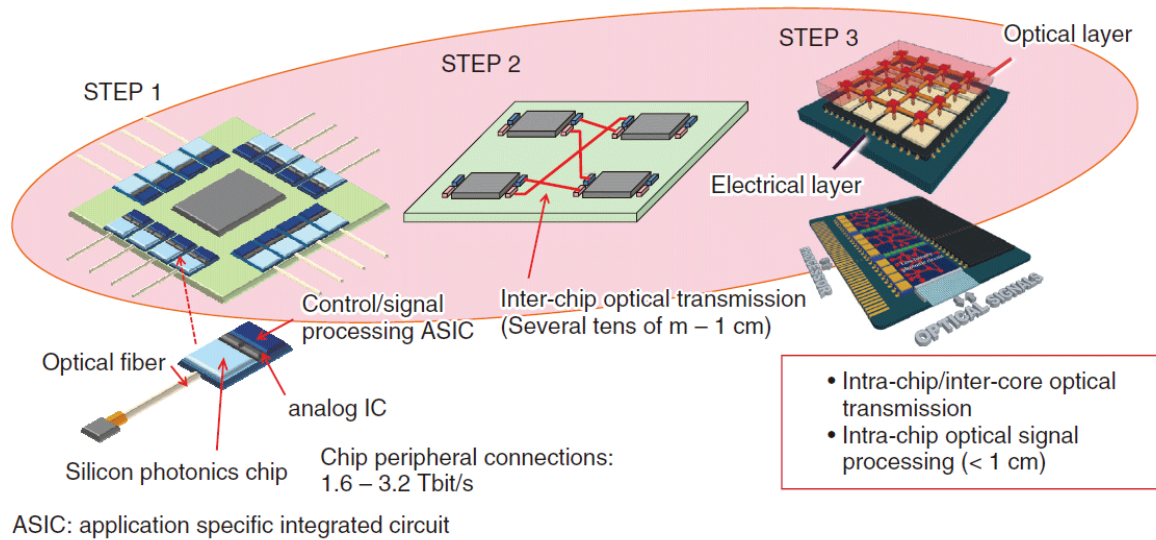 STEP 1
STEP 2
STEP 3
Optical layer
Electrical layer
Control/signal
processing ASIC
Optical fiber
analog IC
Silicon photonics chip
Chip peripheral connections:
1.6 – 3.2 Tbit/s
Inter-chip optical transmission
(Several tens of m – 1 cm)
PROCESSOR
OPTICAL SIGNALS
• Intra-chip/inter-core optical
transmission
• Intra-chip optical signal
processing (< 1 cm)
ASIC: application specific integrated circuit